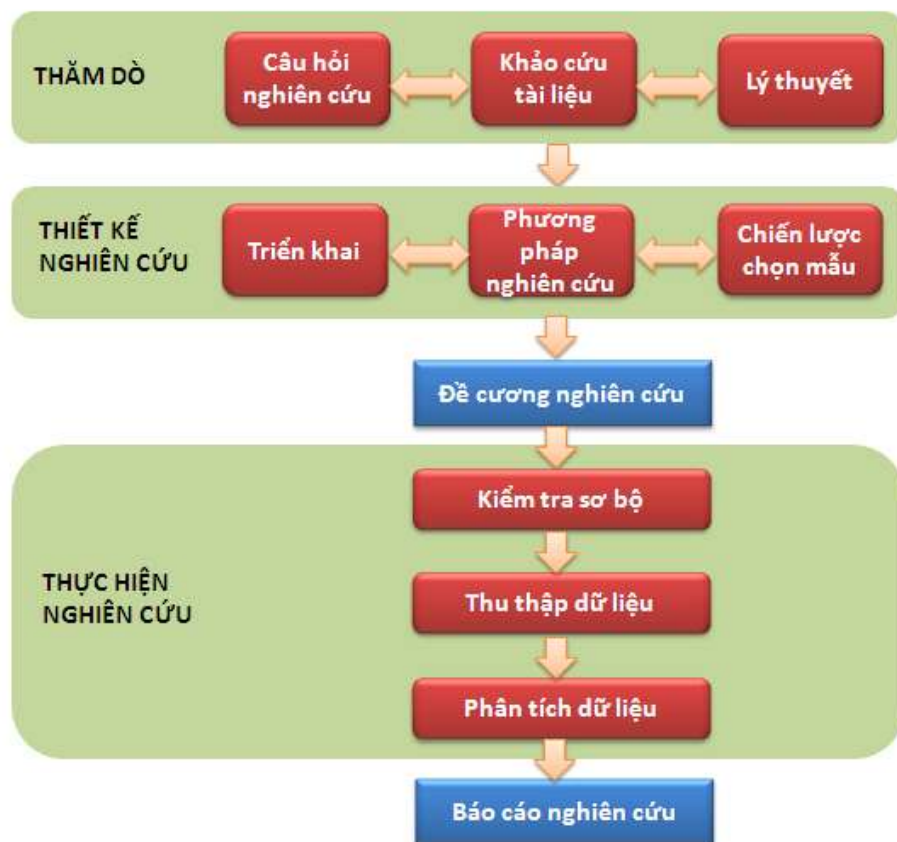 THĂM DÒ
Câu hỏi
nghiên cứu
Khảo cứu
tài liệu
Lý thuyết
THIẾT KẾ
NGHIÊN CỨU
Triển khai
Phương
pháp
nghiên cứu
Chiến lược
chọn mẫu
Đề cương nghiên cứu
THỰC HIỆN
NGHIÊN CỨU
Kiểm tra sơ bộ
Thu thập dữ liệu
Phân tích dữ liệu
Báo cáo nghiên cứu